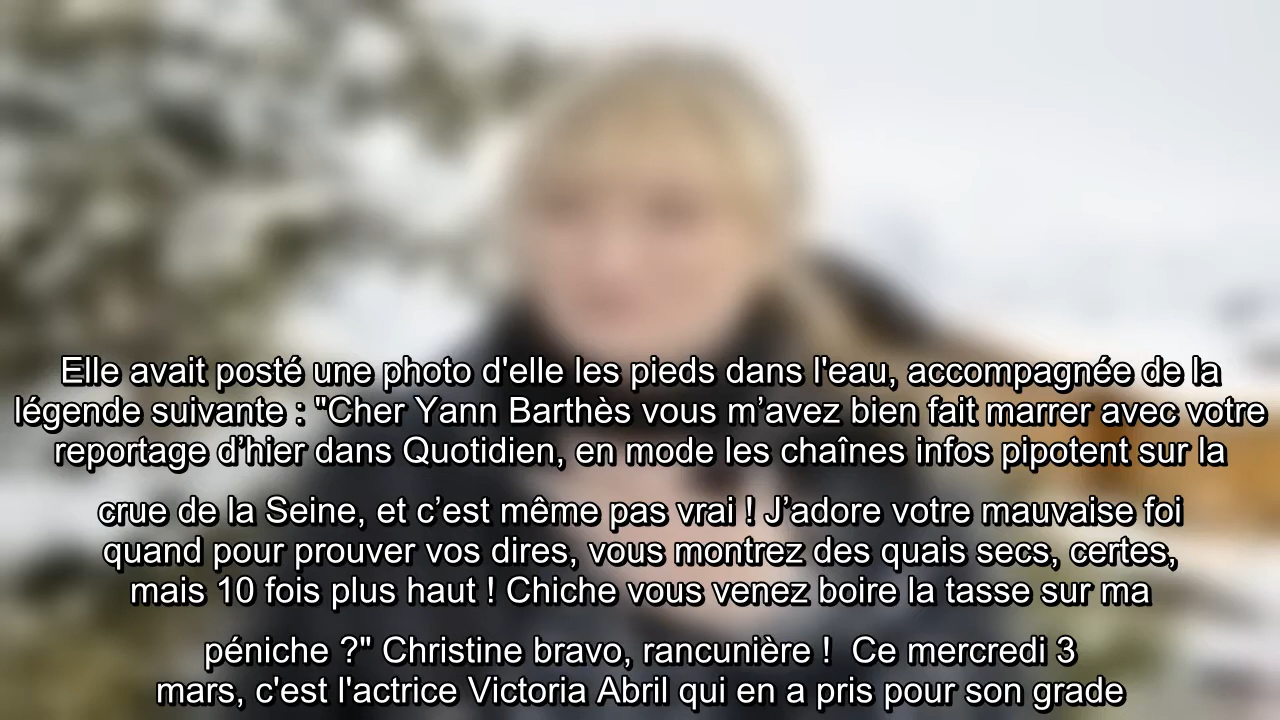 Elle avait posté une photo d'elle les pieds dans l'eau, accompagnée de la
légende suivante : "Cher Yann Barthès vous m’avez bien fait marrer avec votre
reportage d’hier dans Quotidien, en mode les chaînes infos pipotent sur la
crue de la Seine, et c’est même pas vrai ! J’adore votre mauvaise foi
quand pour prouver vos dires, vous montrez des quais secs, certes,
mais 10 fois plus haut ! Chiche vous venez boire la tasse sur ma
péniche ?" Christine bravo, rancunière !  Ce mercredi 3
mars, c'est l'actrice Victoria Abril qui en a pris pour son grade